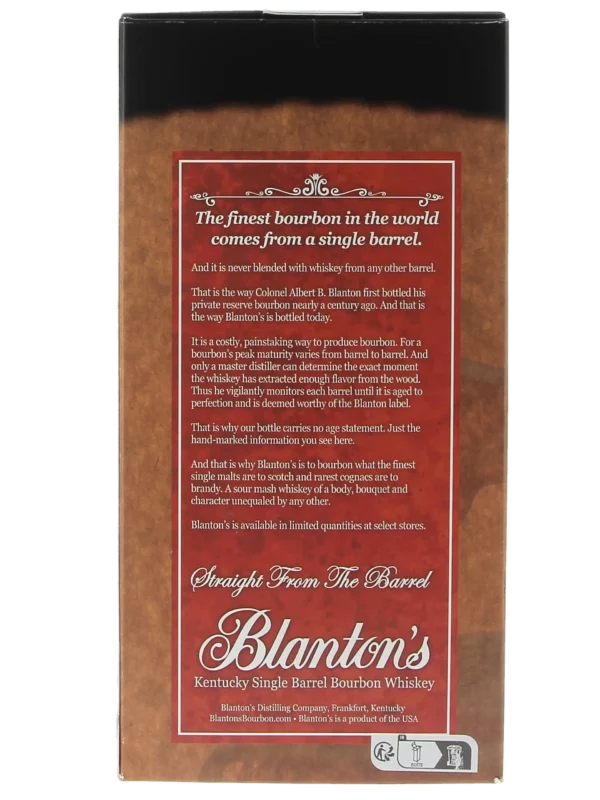 The finest bourbon in the world
comes from a single barrel.
And it is never blended with whiskey from any other barrel.
That is the way Colonel Albert B. Blanton first bottled his
private reserve bourbon nearly a century ago. And that is
the way Blanton's is bottled today.
It is a costly, painstaking way to produce bourbon. For a
bourbon's peak maturity varies from barrel to barrel. And
only a master distiller can determine the exact moment
the whiskey has extracted enough flavor from the wood.
Thus he vigilantly monitors each barrel until it is aged to
perfection and is deemed worthy of the Blanton label.
That is why our bottle carries no age statement. Just the
hand-marked information you see here.
And that is why Blanton's is to bourbon what the finest
single malts are to scotch and rarest cognacs are to
brandy. A sour mash whiskey of a body, bouquet and
character unequaled by any other.
Blanton's is available in limited quantities at select stores.
Straight From The Barrel
Blanton's
Kentucky Single Barrel Bourbon Whiskey
Blanton's Distilling Company, Frankfort, Kentucky
BlantonsBourbon.com • Blanton's is a product of the USA